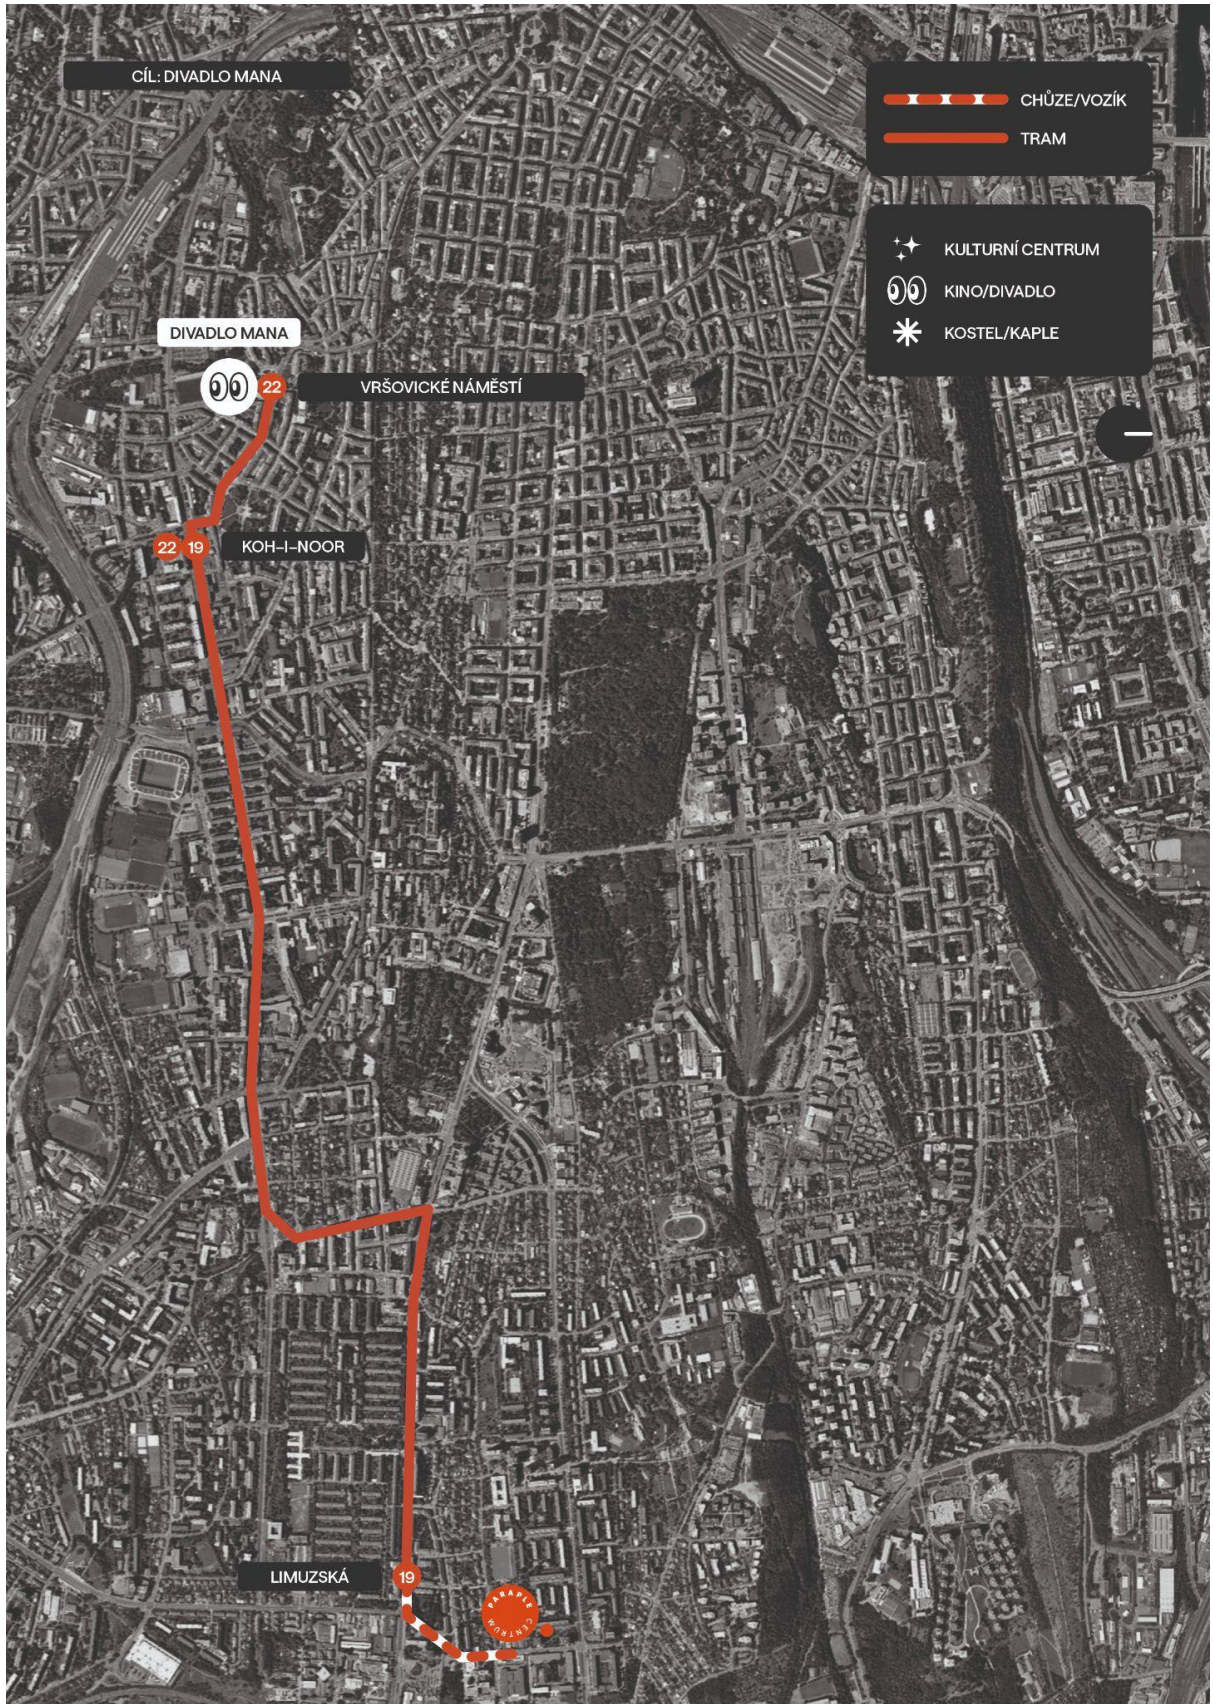 CÍL: DIVADLO MANA
CHŮZE/VOZÍK
TRAM
KULTURNÍ CENTRUM
KINO/DIVADLO
KOSTEL/KAPLE
DIVADLO MANA
22
VRŠOVICKÉ NÁMĚSTÍ
22
19
KOH-I-NOOR
LIMUZSKÁ
19
PARAPLE
CENTRUM